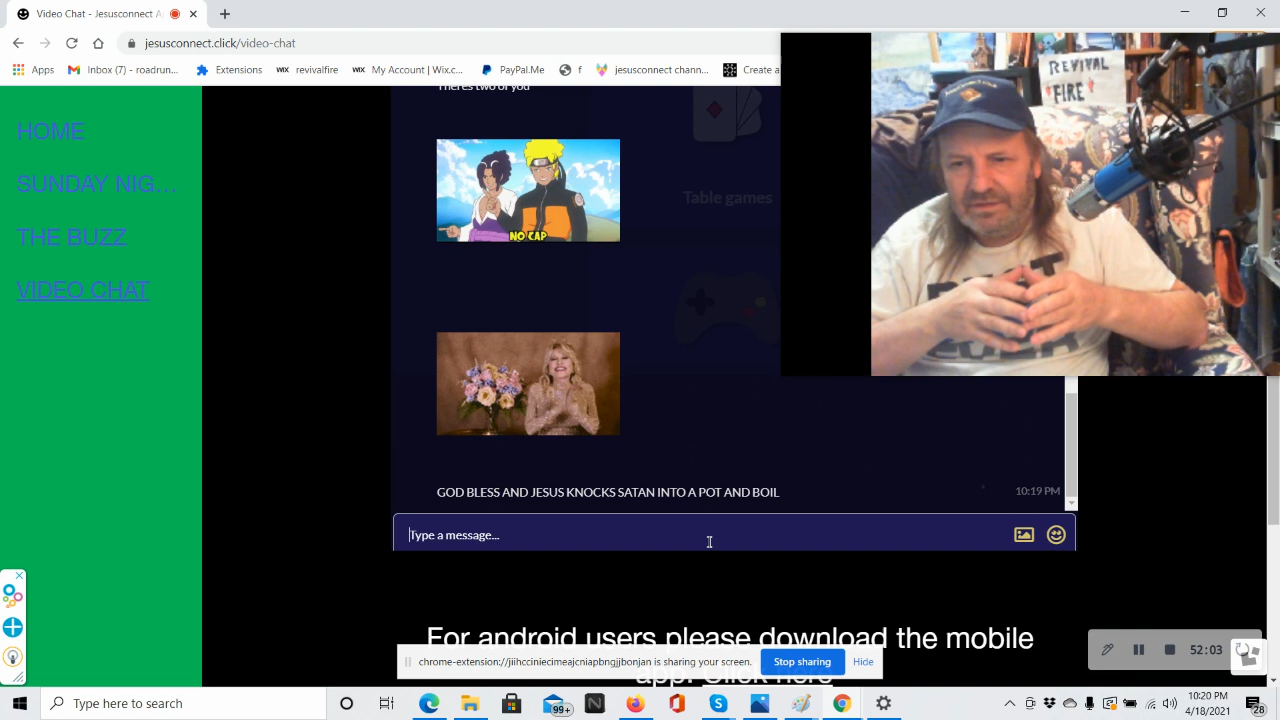 Video Chat - Jesusconnect A
jesusconnect.click/video-chat
Apps
Inbox (7) - roadrun...
Extensions
WIX revivalfire
WIX My Account | Wix.c...
PayPal.Me
f
jesusconnect chann...
Create a
REVIVAL
FIRE
HOME
SUNDAY NIG...
THE BUZZ
VIDEO CHAT
Theres two of you
Table games
NO CAP
GOD BLESS AND JESUS KNOCKS SATAN INTO A POT AND BOIL
10:19 PM
Type a message...
For android users please download the mobile
app. Click here
chrome-extension://jiihccinecimeajcniapbngjjbonjan is sharing your screen.
Stop sharing
Hide
52:03
Type here to search
99+
10:20 PM
4/18/2021
28